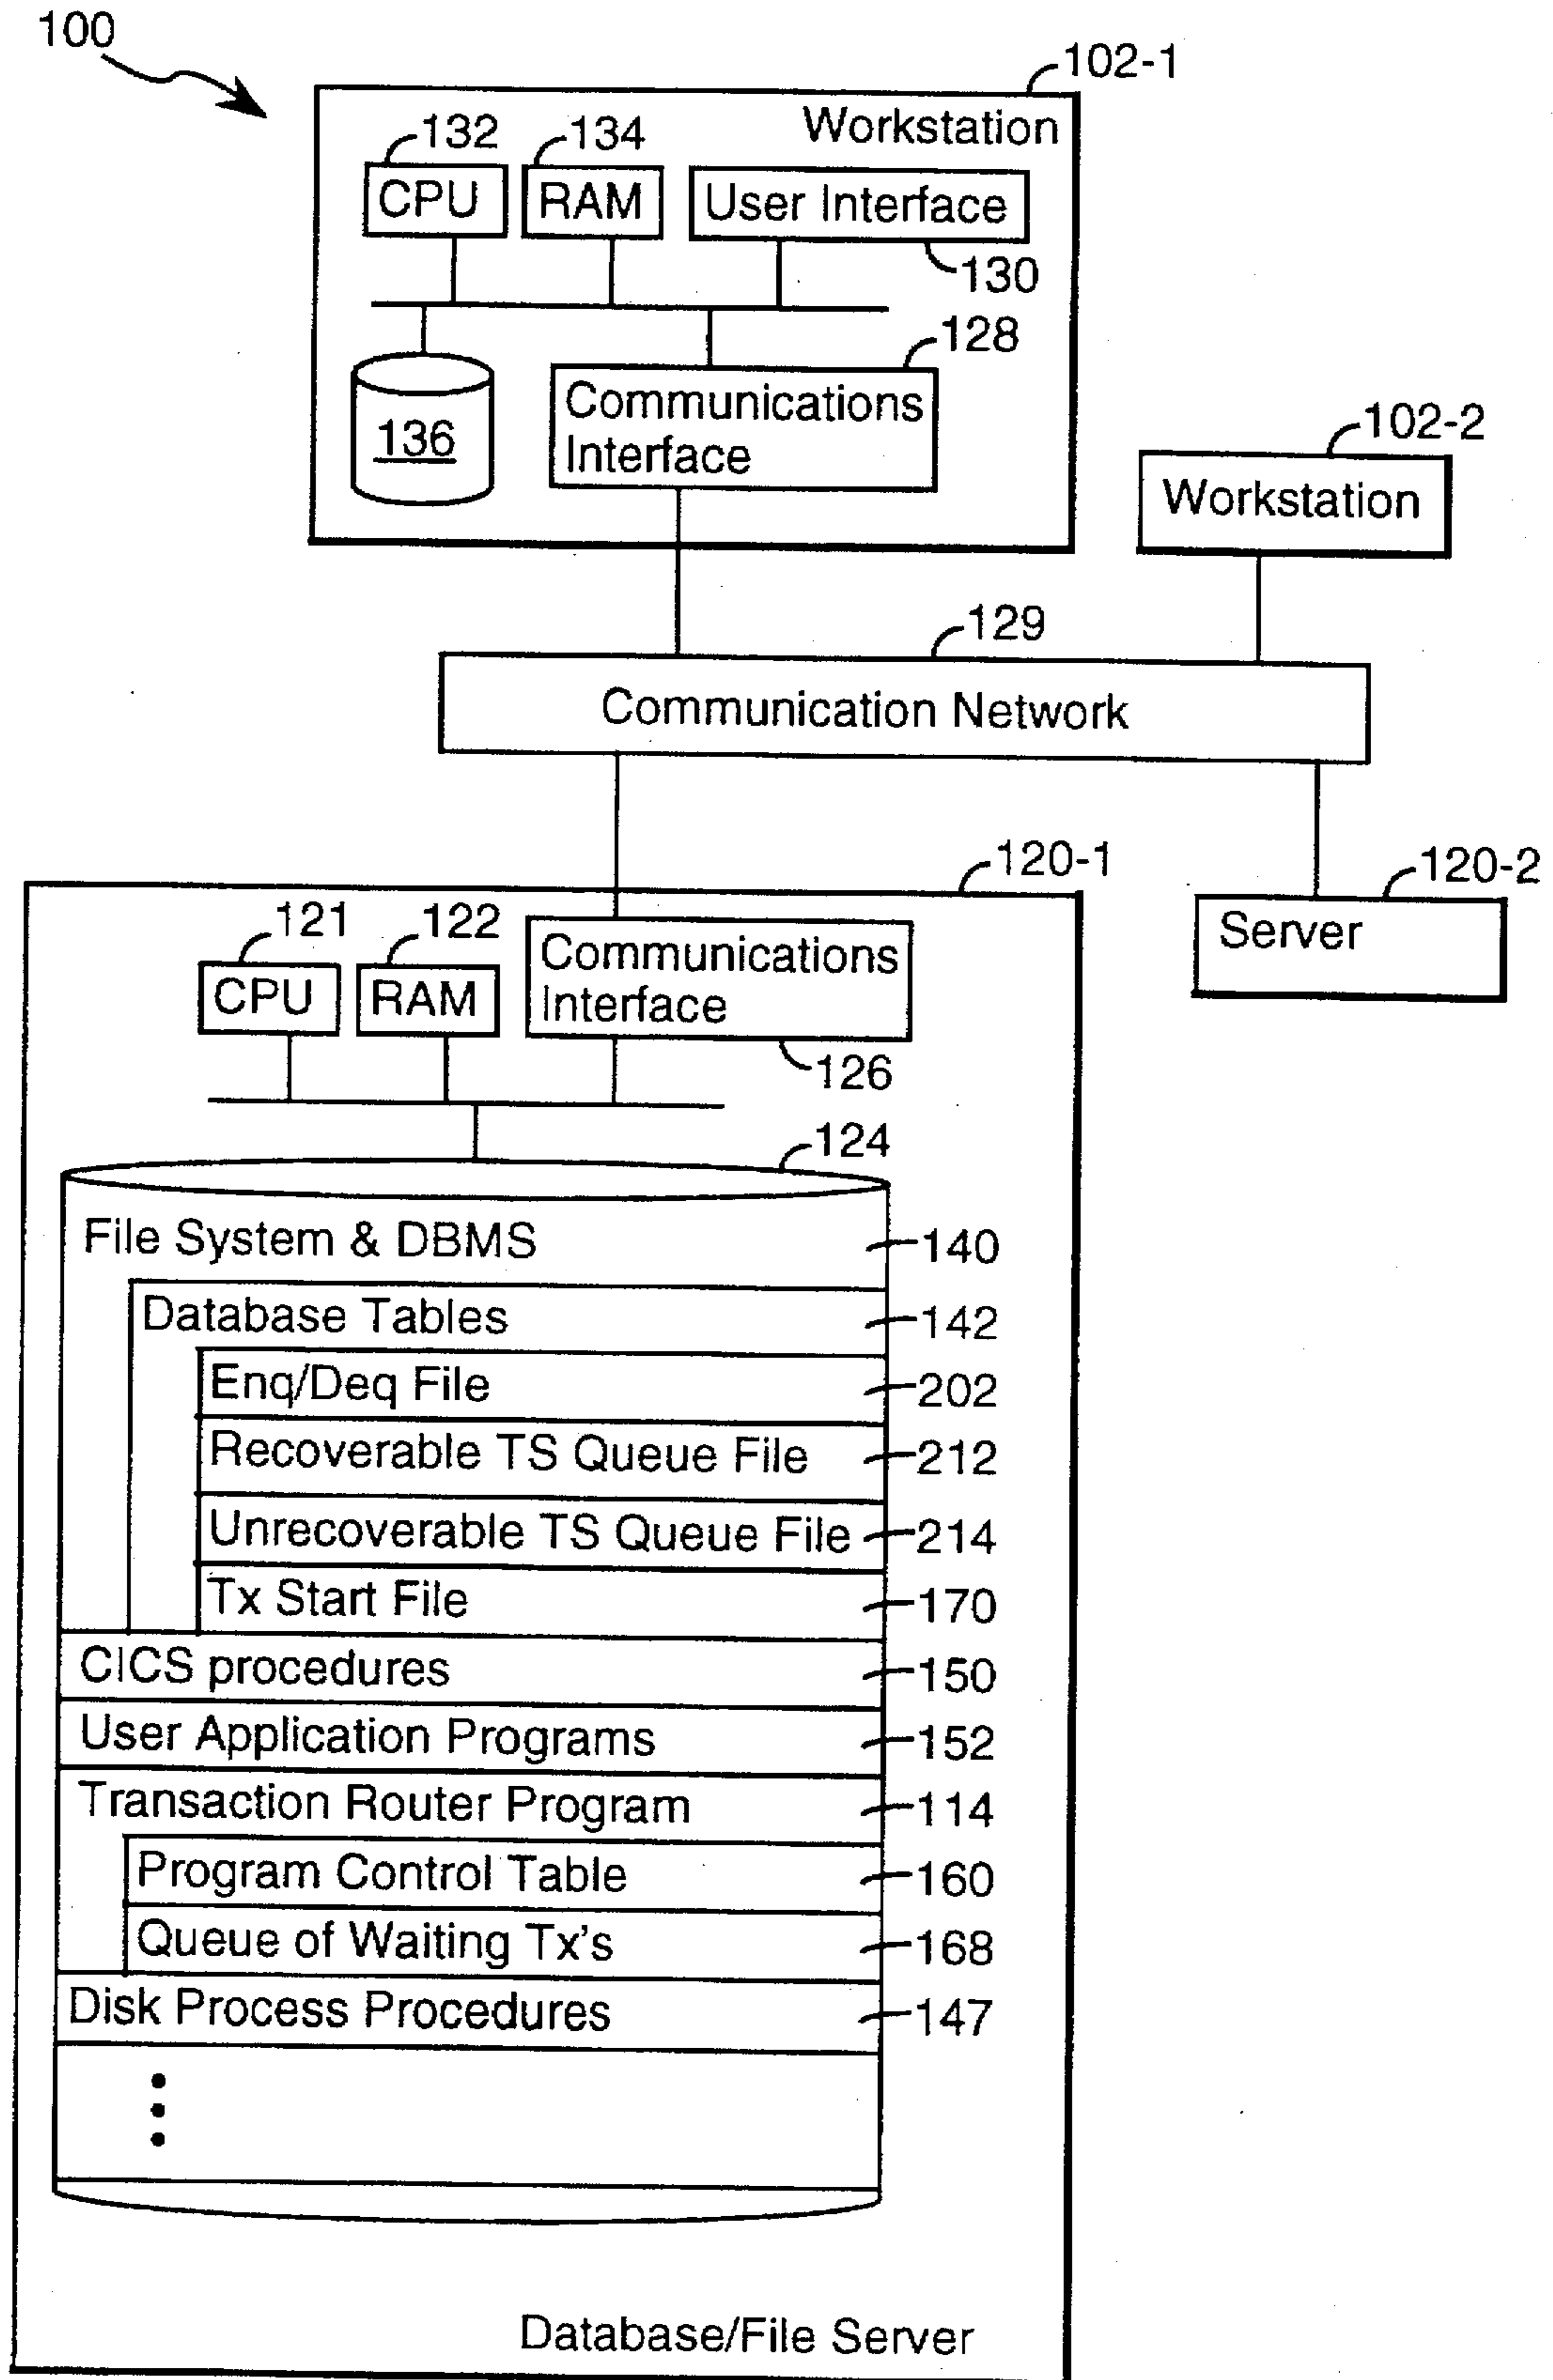 100
102-1
Workstation
132
134
CPU
RAM
User Interface
130
128
136
Communications
Interface
102-2
Workstation
129
Communication Network
120-1
120-2
Server
121
122
CPU
RAM
Communications
Interface
126
124
File System & DBMS
140
Database Tables
142
Enq/Deq File
202
Recoverable TS Queue File
212
Unrecoverable TS Queue File
214
Tx Start File
170
CICS procedures
150
User Application Programs
152
Transaction Router Program
114
Program Control Table
160
Queue of Waiting Tx's
168
Disk Process Procedures
147
Database/File Server